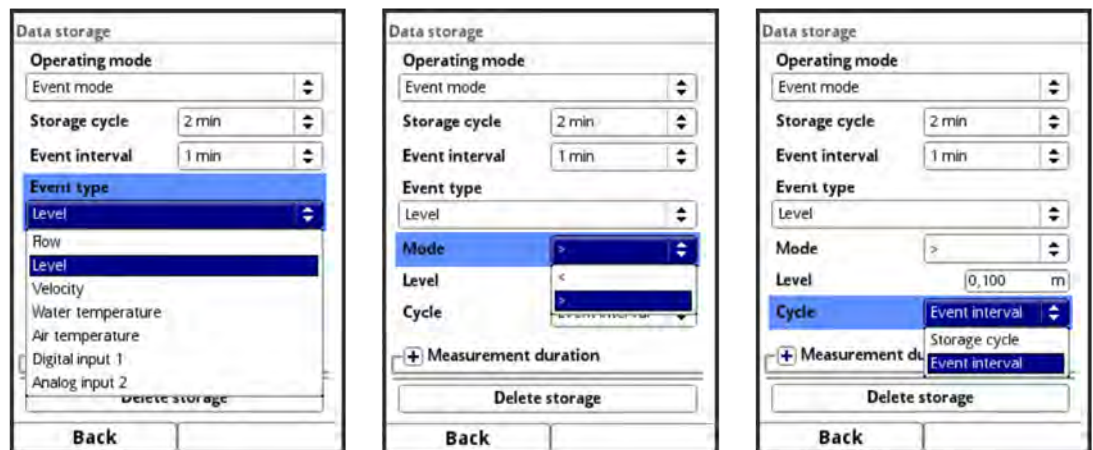 Data storage
Operating mode
Event mode
Storage cycle 2 min
Event interval 1 min
Event type
Level
Flow
Level
Velocity
Water temperature
Air temperature
Digital input 1
Analog input 2
Delete storage
Back
Data storage
Operating mode
Event mode
Storage cycle 2 min
Event interval 1 min
Event type
Level
Mode >
Level <
>
Cycle Event interval
+ Measurement duration
Delete storage
Back
Data storage
Operating mode
Event mode
Storage cycle 2 min
Event interval 1 min
Event type
Level
Mode >
Level 0,100 m
Cycle Event interval
Storage cycle
+ Measurement du
Event interval
Delete storage
Back